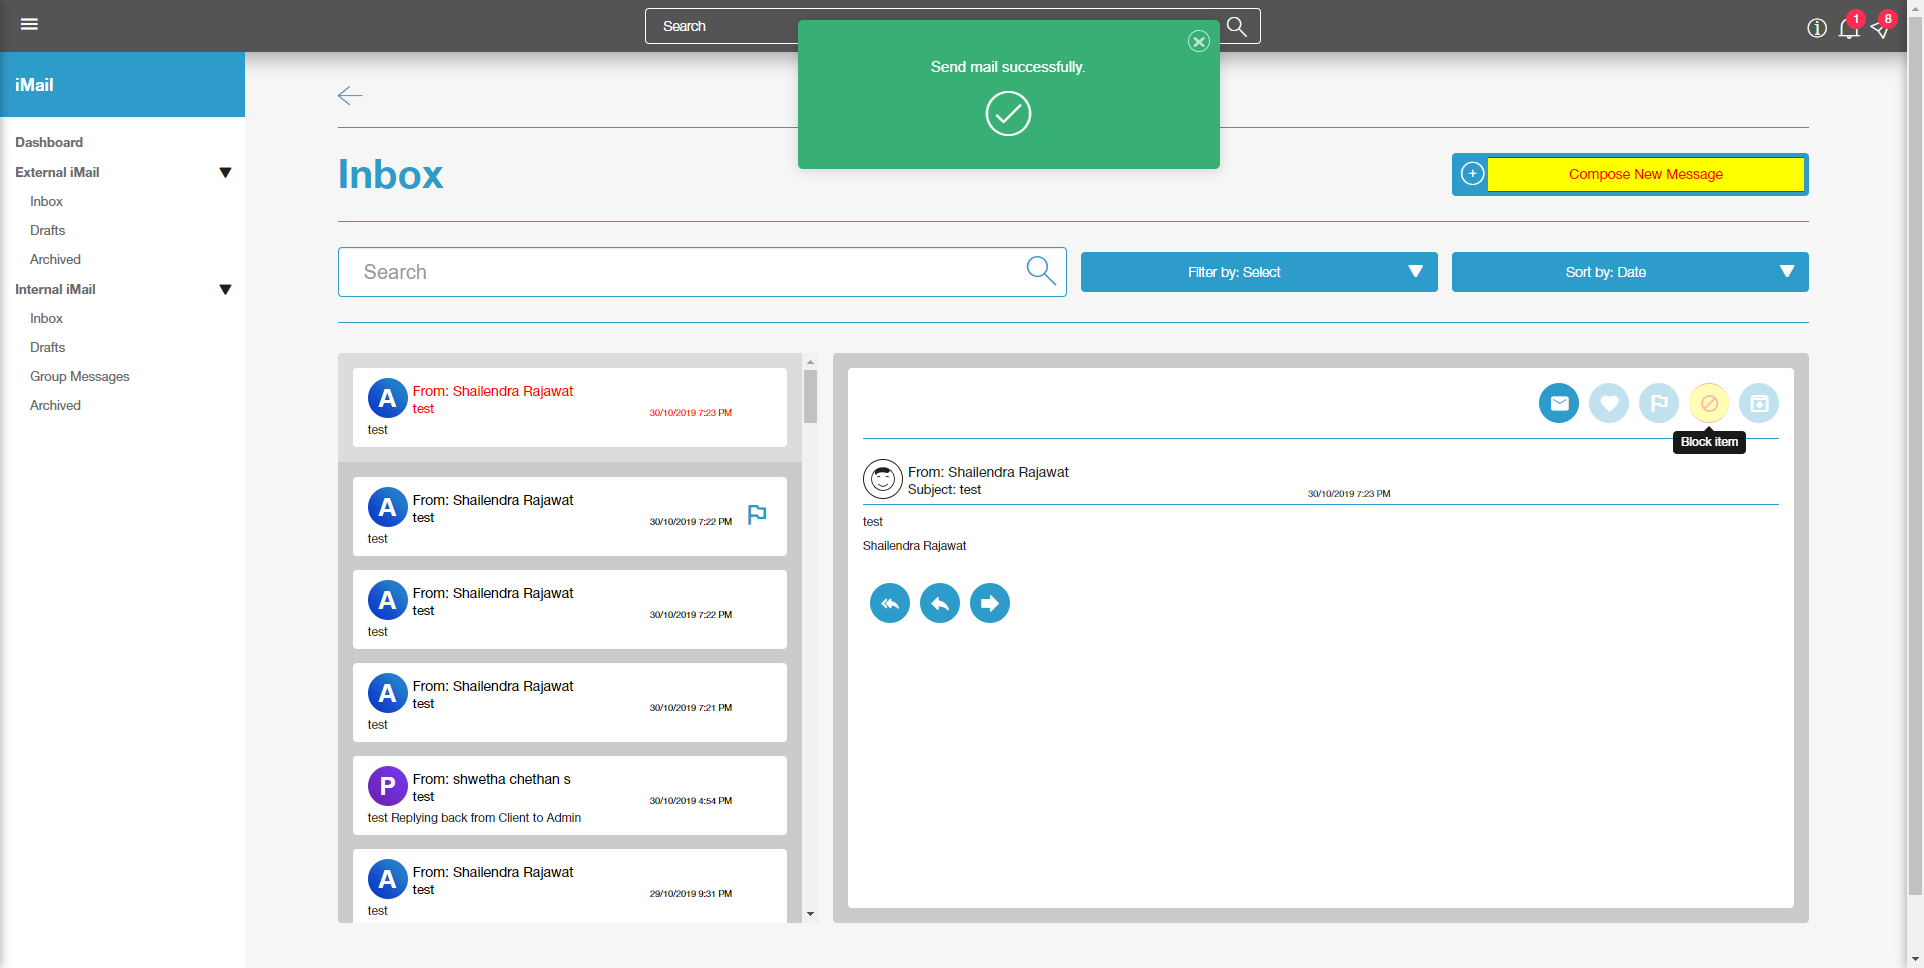 Search
1
8
Send mail successfully.
iMail
Dashboard
External iMail
Inbox
Drafts
Archived
Internal iMail
Inbox
Drafts
Group Messages
Archived
Inbox
Compose New Message
Search
Filter by: Select
Sort by: Date
A
From: Shailendra Rajawat
test
30/10/2019 7:23 PM
test
A
From: Shailendra Rajawat
test
30/10/2019 7:22 PM
test
A
From: Shailendra Rajawat
test
30/10/2019 7:22 PM
test
A
From: Shailendra Rajawat
test
30/10/2019 7:21 PM
test
P
From: shwetha chethan s
test
30/10/2019 4:54 PM
test Replying back from Client to Admin
A
From: Shailendra Rajawat
test
29/10/2019 9:31 PM
test
Block item
From: Shailendra Rajawat
Subject: test
30/10/2019 7:23 PM
test
Shailendra Rajawat